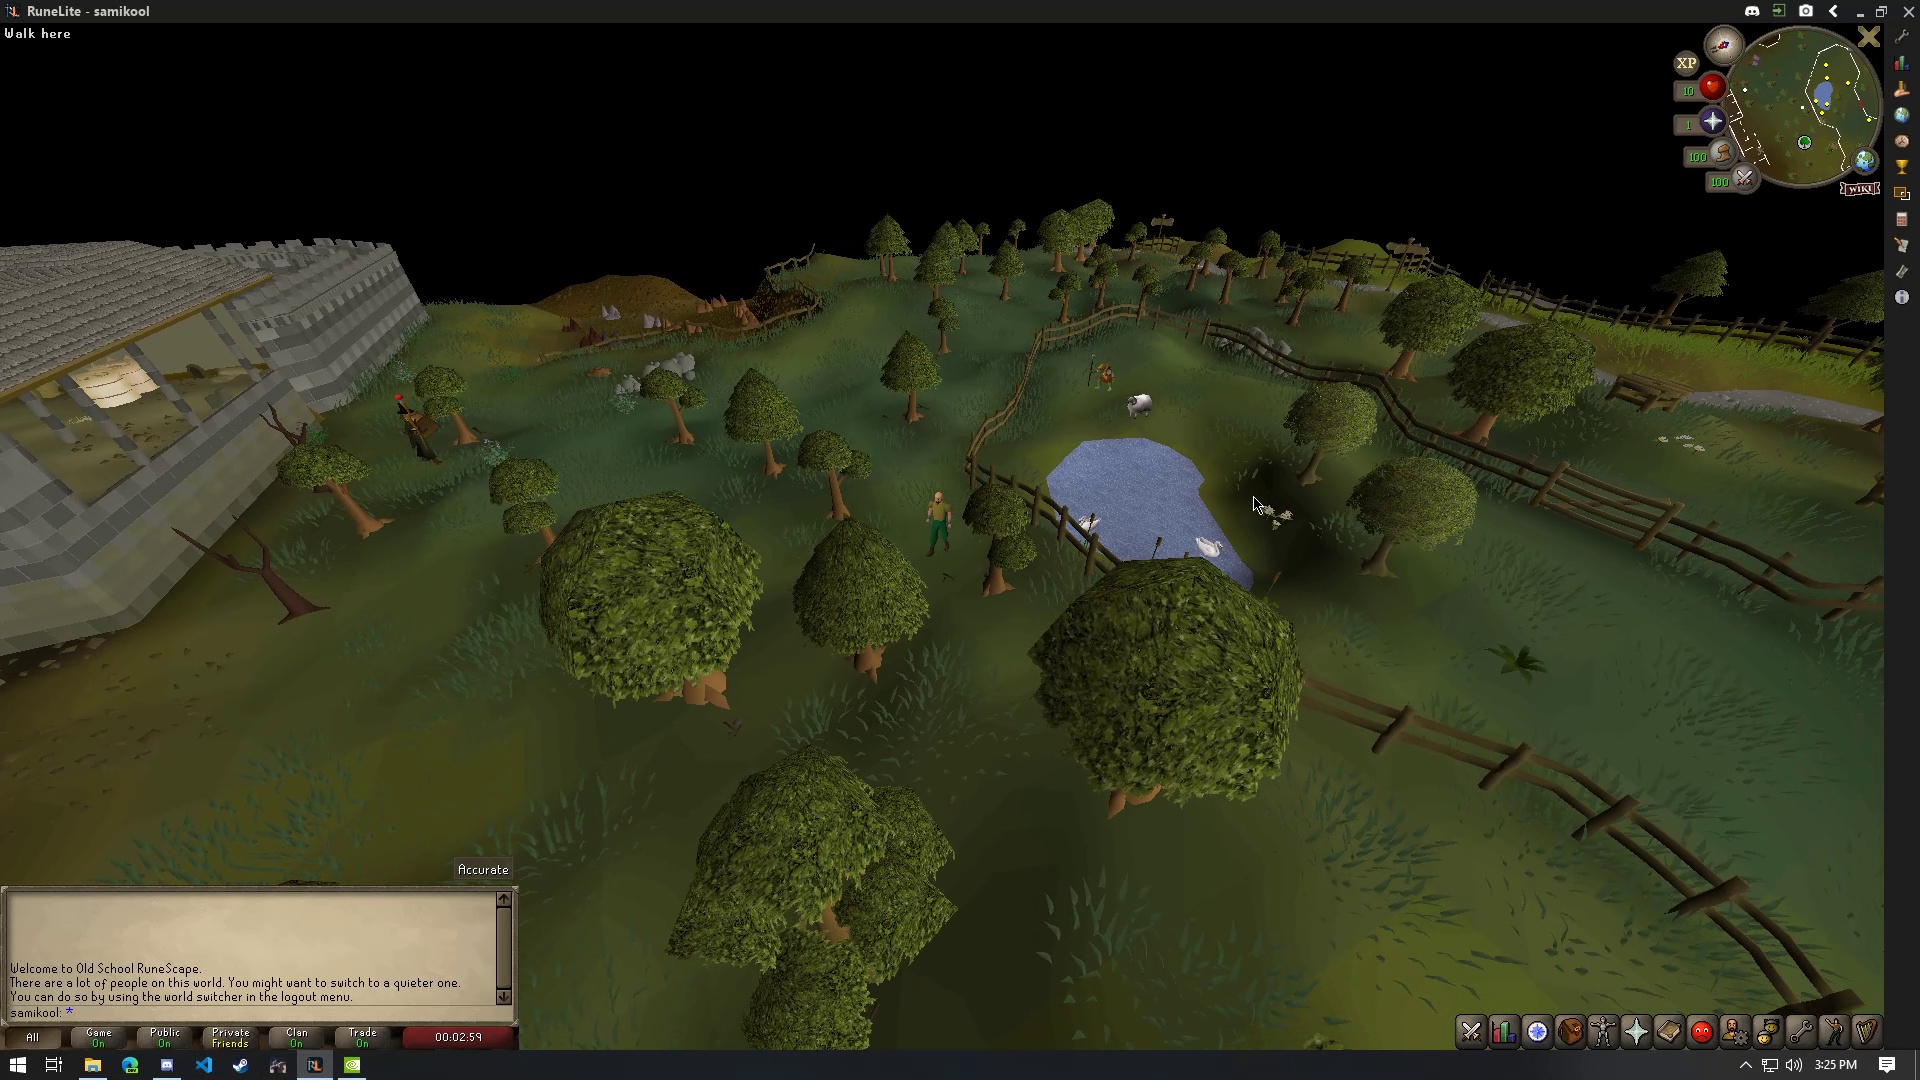 RuneLite - samikool
Walk here
XP
10
1
100
100
WIKI
Accurate
Welcome to Old School RuneScape.
There are a lot of people on this world. You might want to switch to a quieter one.
You can do so by using the world switcher in the logout menu.
samikool: *
All
Game
On
Public
On
Private
Friends
Clan
On
Trade
On
00:02:59
3:25 PM